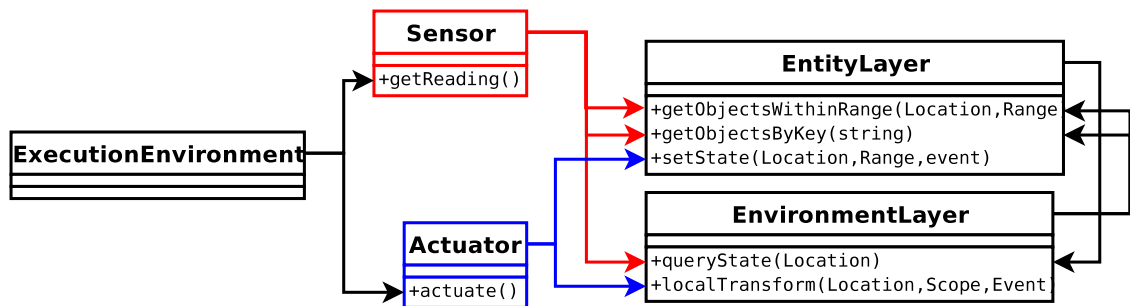 Sensor
+getReading()
ExecutionEnvironment
Actuator
+actuate()
EntityLayer
+getObjectsWithinRange(Location,Range
+getObjectsByKey(string)
+setState(Location,Range,event)
EnvironmentLayer
+queryState(Location)
+localTransform(Location,Scope,Event)